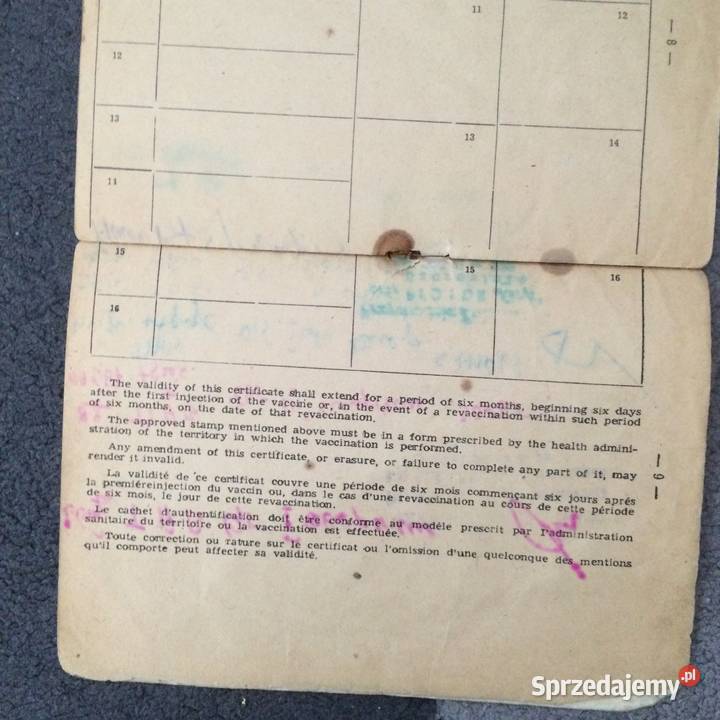 11 12
— 8 —
12
13
13 14
11
15
15 16
16
The validity of this certificate shall extend for a period of six months, beginning six days
after the first injection of the vaccine or, in the event of a revaccination within such period
of six months, on the date of that revaccination.
The approved stamp mentioned above must be in a form prescribed by the health admini-
stration of the territory in which the vaccination is performed.
Any amendment of this certificate, or erasure, or failure to complete any part of it, may
render it invalid.
— 9 —
La validité de ce certificat couvre une période de six mois commençant six jours après
la premièreinjection du vaccin ou, dans le cas d'une revaccination au cours de cette période
de six mois, le jour de cette revaccination.
Le cachet d'authentification doit être conforme au modèle prescrit par l'administration
sanitaire du territoire ou la vaccination est effectuée.
Toute correction ou rature sur le certificat ou l'omission d'une quelconque des mentions
qu'il comporte peut affecter sa validité.
Sprzedajemy.pl